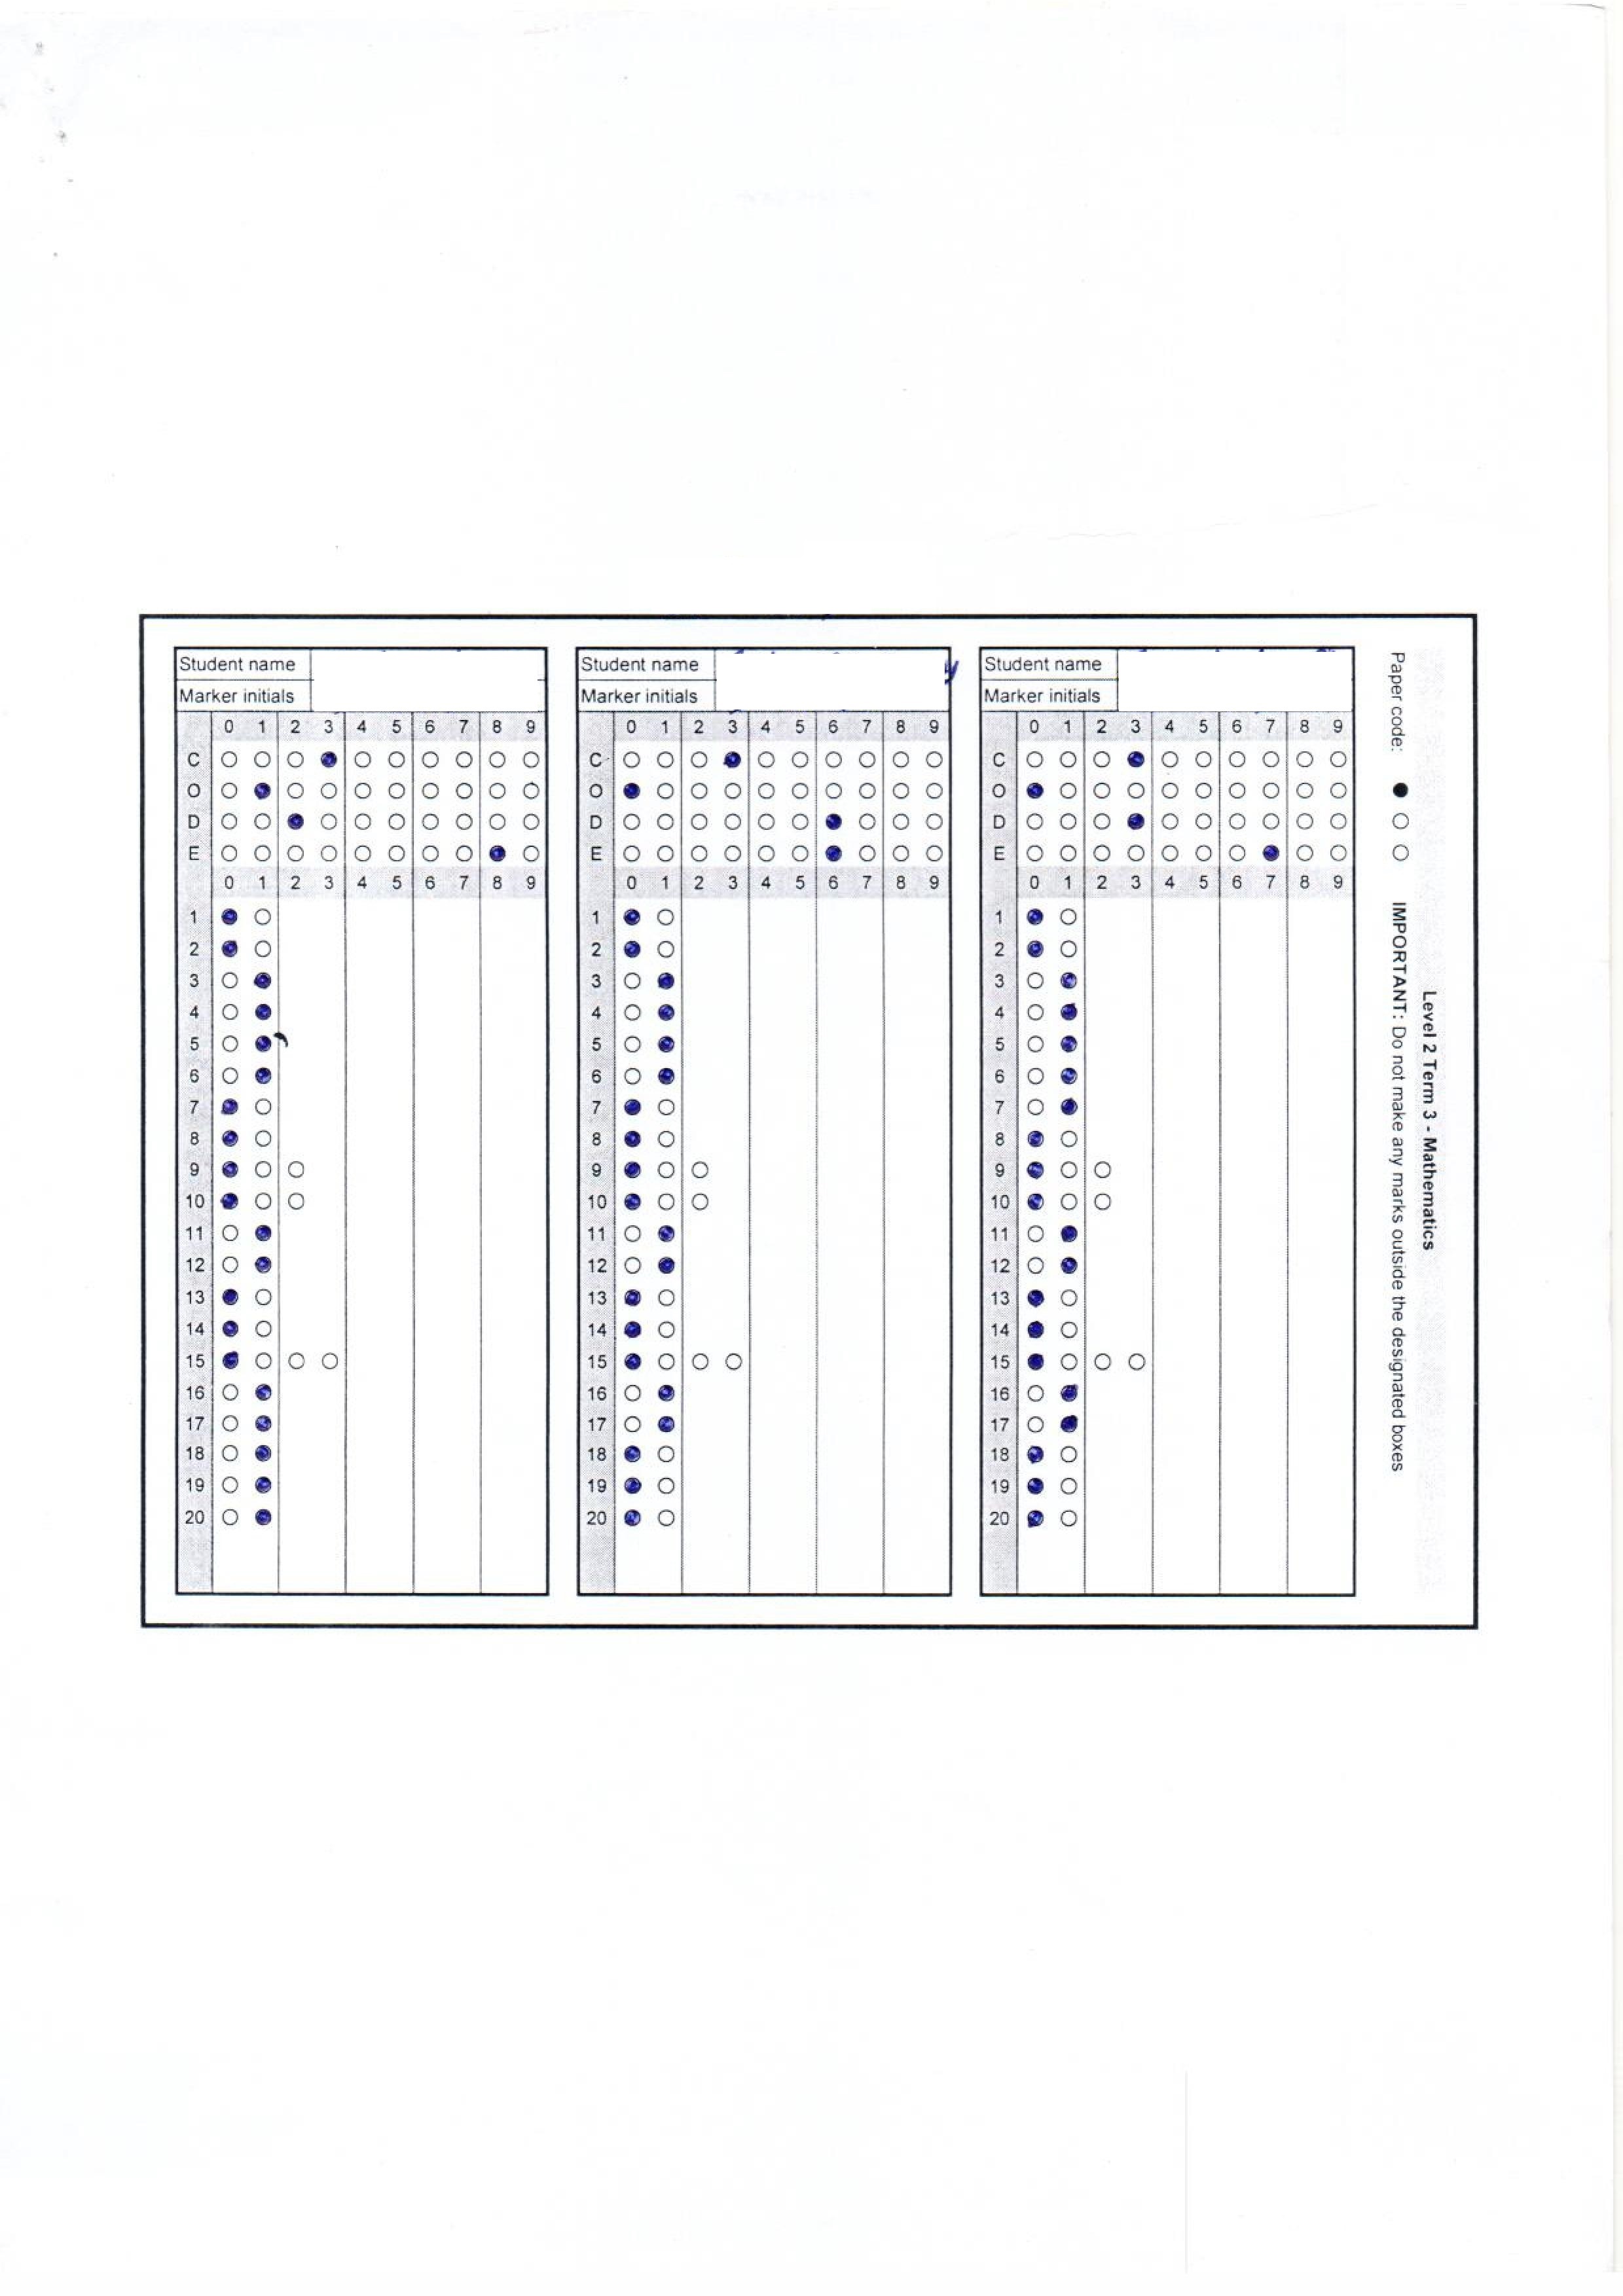 Level 2 Term 3 - Mathematics
Paper code: IMPORTANT: Do not make any marks outside the designated boxes
Student name
Marker initials
0 1 2 3 4 5 6 7 8 9
C
O
D
E
0 1 2 3 4 5 6 7 8 9
1
2
3
4
5
6
7
8
9
10
11
12
13
14
15
16
17
18
19
20
Student name
Marker initials
0 1 2 3 4 5 6 7 8 9
C
O
D
E
0 1 2 3 4 5 6 7 8 9
1
2
3
4
5
6
7
8
9
10
11
12
13
14
15
16
17
18
19
20
Student name
Marker initials
0 1 2 3 4 5 6 7 8 9
C
O
D
E
0 1 2 3 4 5 6 7 8 9
1
2
3
4
5
6
7
8
9
10
11
12
13
14
15
16
17
18
19
20